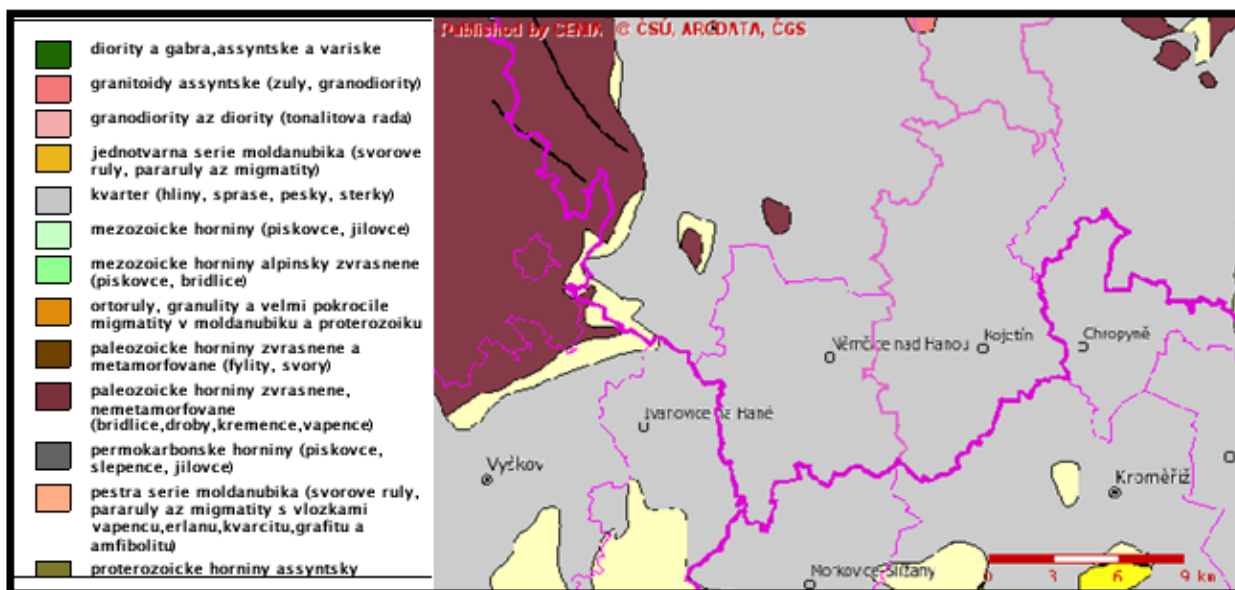 diority a gabra,assyntske a variske
granitoidy assyntske (zuly, granodiority)
granodiority az diority (tonalitova rada)
jednotvarna serie moldanubika (svorove
ruly, pararuly az migmatity)
kvarter (hliny, sprase, pesky, sterky)
mezozoicke horniny (piskovce, jilovce)
mezozoicke horniny alpinsky zvrasnene
(piskovce, bridlice)
ortoruly, granulity a velmi pokrocile
migmatity v moldanubiku a proterozoiku
paleozoicke horniny zvrasnene a
metamorfovane (fylity, svory)
paleozoicke horniny zvrasnene,
nemetamorfovane
(bridlice,droby,kremence,vapence)
permokarbonske horniny (piskovce,
slepence, jilovce)
pestra serie moldanubika (svorove ruly,
pararuly az migmatity s vlozkami
vapencu,erlanu,kvarcitu,grafitu a
amfibolitu)
proterozoicke horniny assyntsky
Published by CENIA © ČSÚ, ARCDATA, ČGS
Němčice nad Hanou
Kojetín
Chropyně
Ivanovice na Hané
Vyškov
Kroměříž
Morkovice-Slížany
0 3 6 9 km